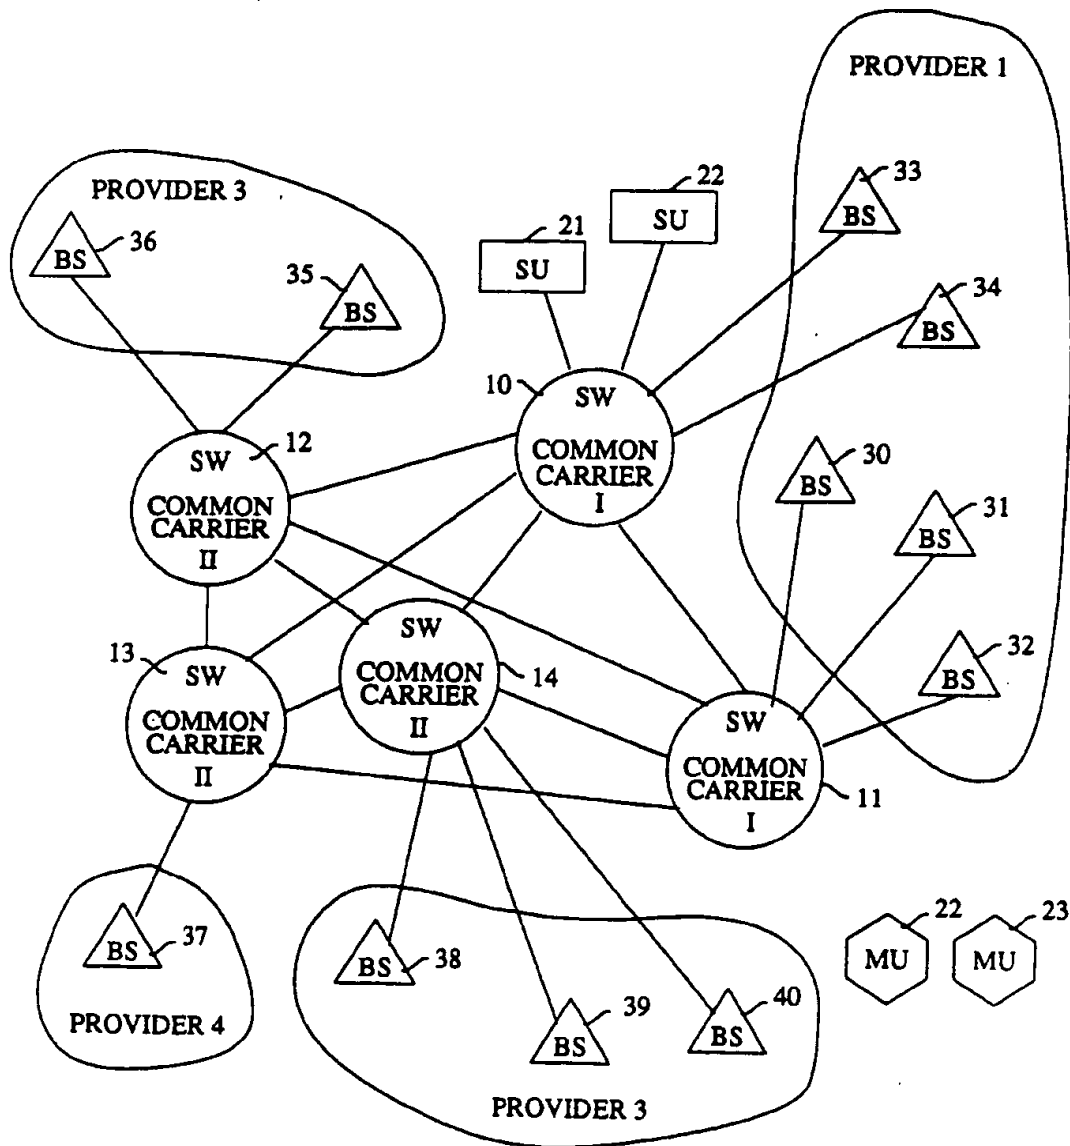 PROVIDER 1
33
BS
34
BS
30
BS
31
BS
32
BS
PROVIDER 3
36
BS
35
BS
22
SU
21
SU
10
SW
COMMON
CARRIER
I
12
SW
COMMON
CARRIER
II
13
SW
COMMON
CARRIER
II
14
SW
COMMON
CARRIER
II
11
SW
COMMON
CARRIER
I
37
BS
PROVIDER 4
38
BS
39
BS
40
BS
PROVIDER 3
22
MU
23
MU